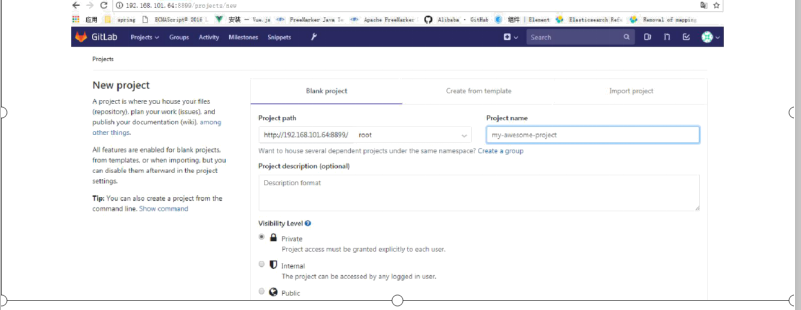 192.168.101.64:8899/projects/new
应用 spring ECMAScript 2016 安装 — Vue.js FreeMarker Java Te Apache FreeMarker Alibaba · GitHub 组件 | Element Elasticsearch Refe Removal of mapping
GitLab Projects Groups Activity Milestones Snippets Search
Projects
New project
A project is where you house your files
(repository), plan your work (issues), and
publish your documentation (wiki), among
other things.
All features are enabled for blank projects,
from templates, or when importing, but you
can disable them afterward in the project
settings.
Tip: You can also create a project from the
command line. Show command
Blank project Create from template Import project
Project path Project name
http://192.168.101.64:8899/ root my-awesome-project
Want to house several dependent projects under the same namespace? Create a group
Project description (optional)
Description format
Visibility Level
Private
Project access must be granted explicitly to each user.
Internal
The project can be accessed by any logged in user.
Public